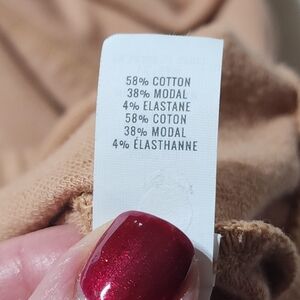 58% COTTON
38% MODAL
4% ELASTANE
58% COTON
38% MODAL
4% ÉLASTHANNE